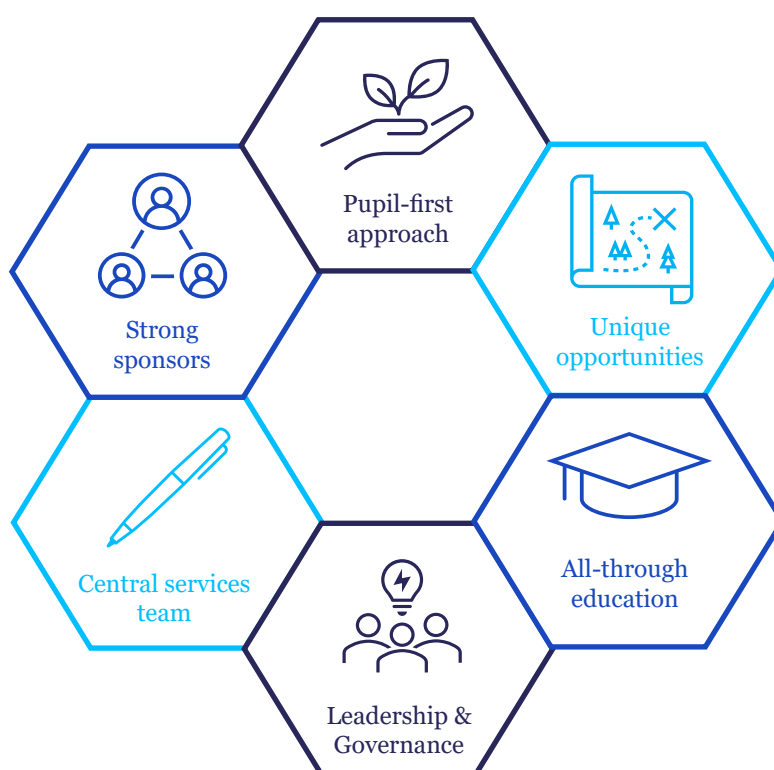 Pupil-first
approach
Strong
sponsors
Unique
opportunities
Central services
team
All-through
education
Leadership &
Governance